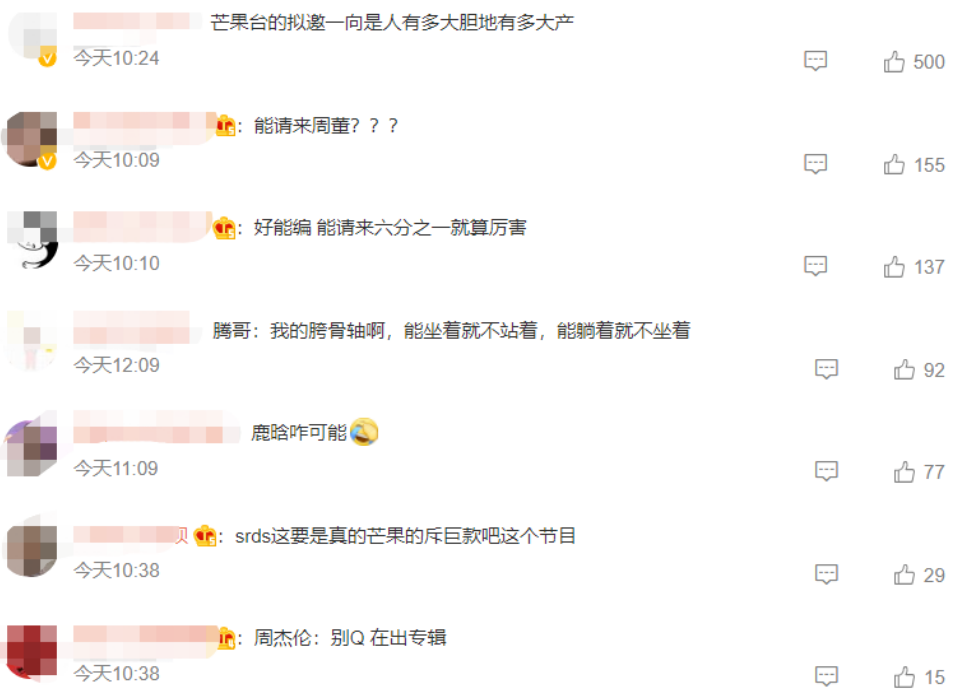 芒果台的拟邀一向是人有多大胆地有多大产
今天10:24
500
：能请来周董？？？
今天10:09
155
：好能编 能请来六分之一就算厉害
今天10:10
137
腾哥：我的胯骨轴啊，能坐着就不站着，能躺着就不坐着
今天12:09
92
鹿晗咋可能
今天11:09
77
：srds这要是真的芒果的斥巨款吧这个节目
今天10:38
29
：周杰伦：别Q 在出专辑
今天10:38
15